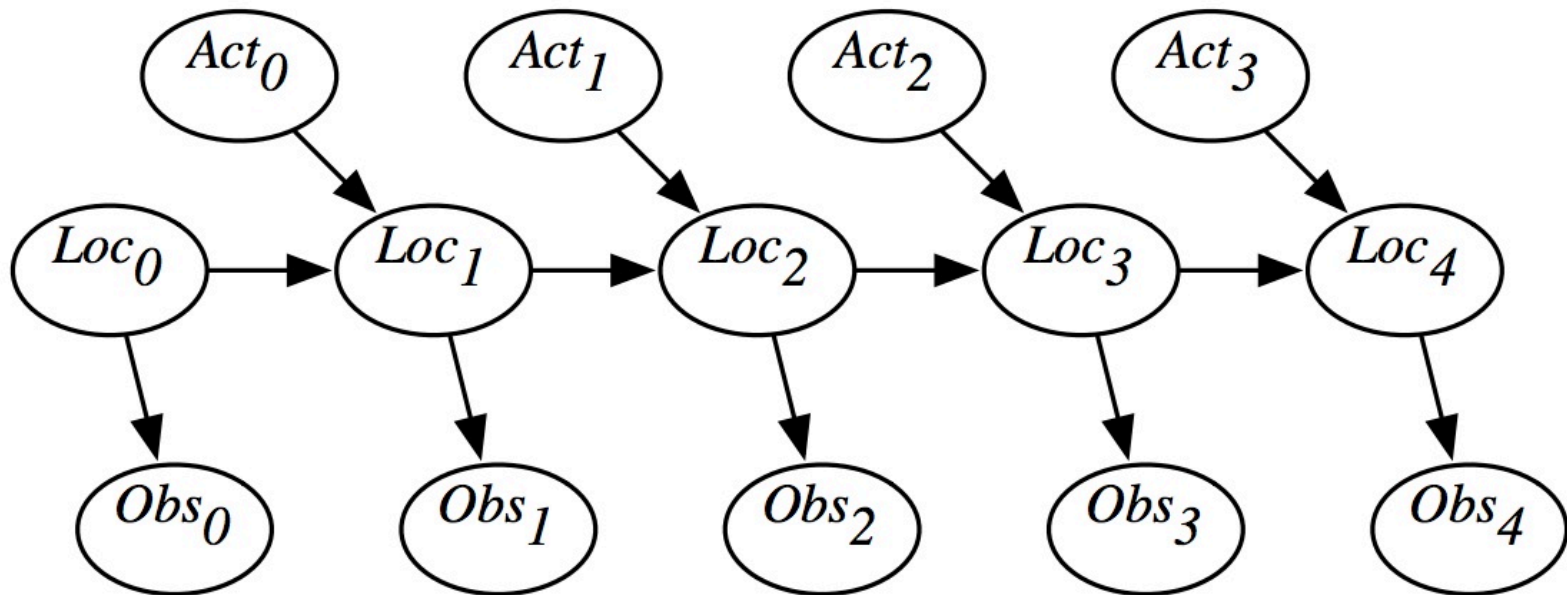 Act0 Act1 Act2 Act3
Loc0 Loc1 Loc2 Loc3 Loc4
Obs0 Obs1 Obs2 Obs3 Obs4